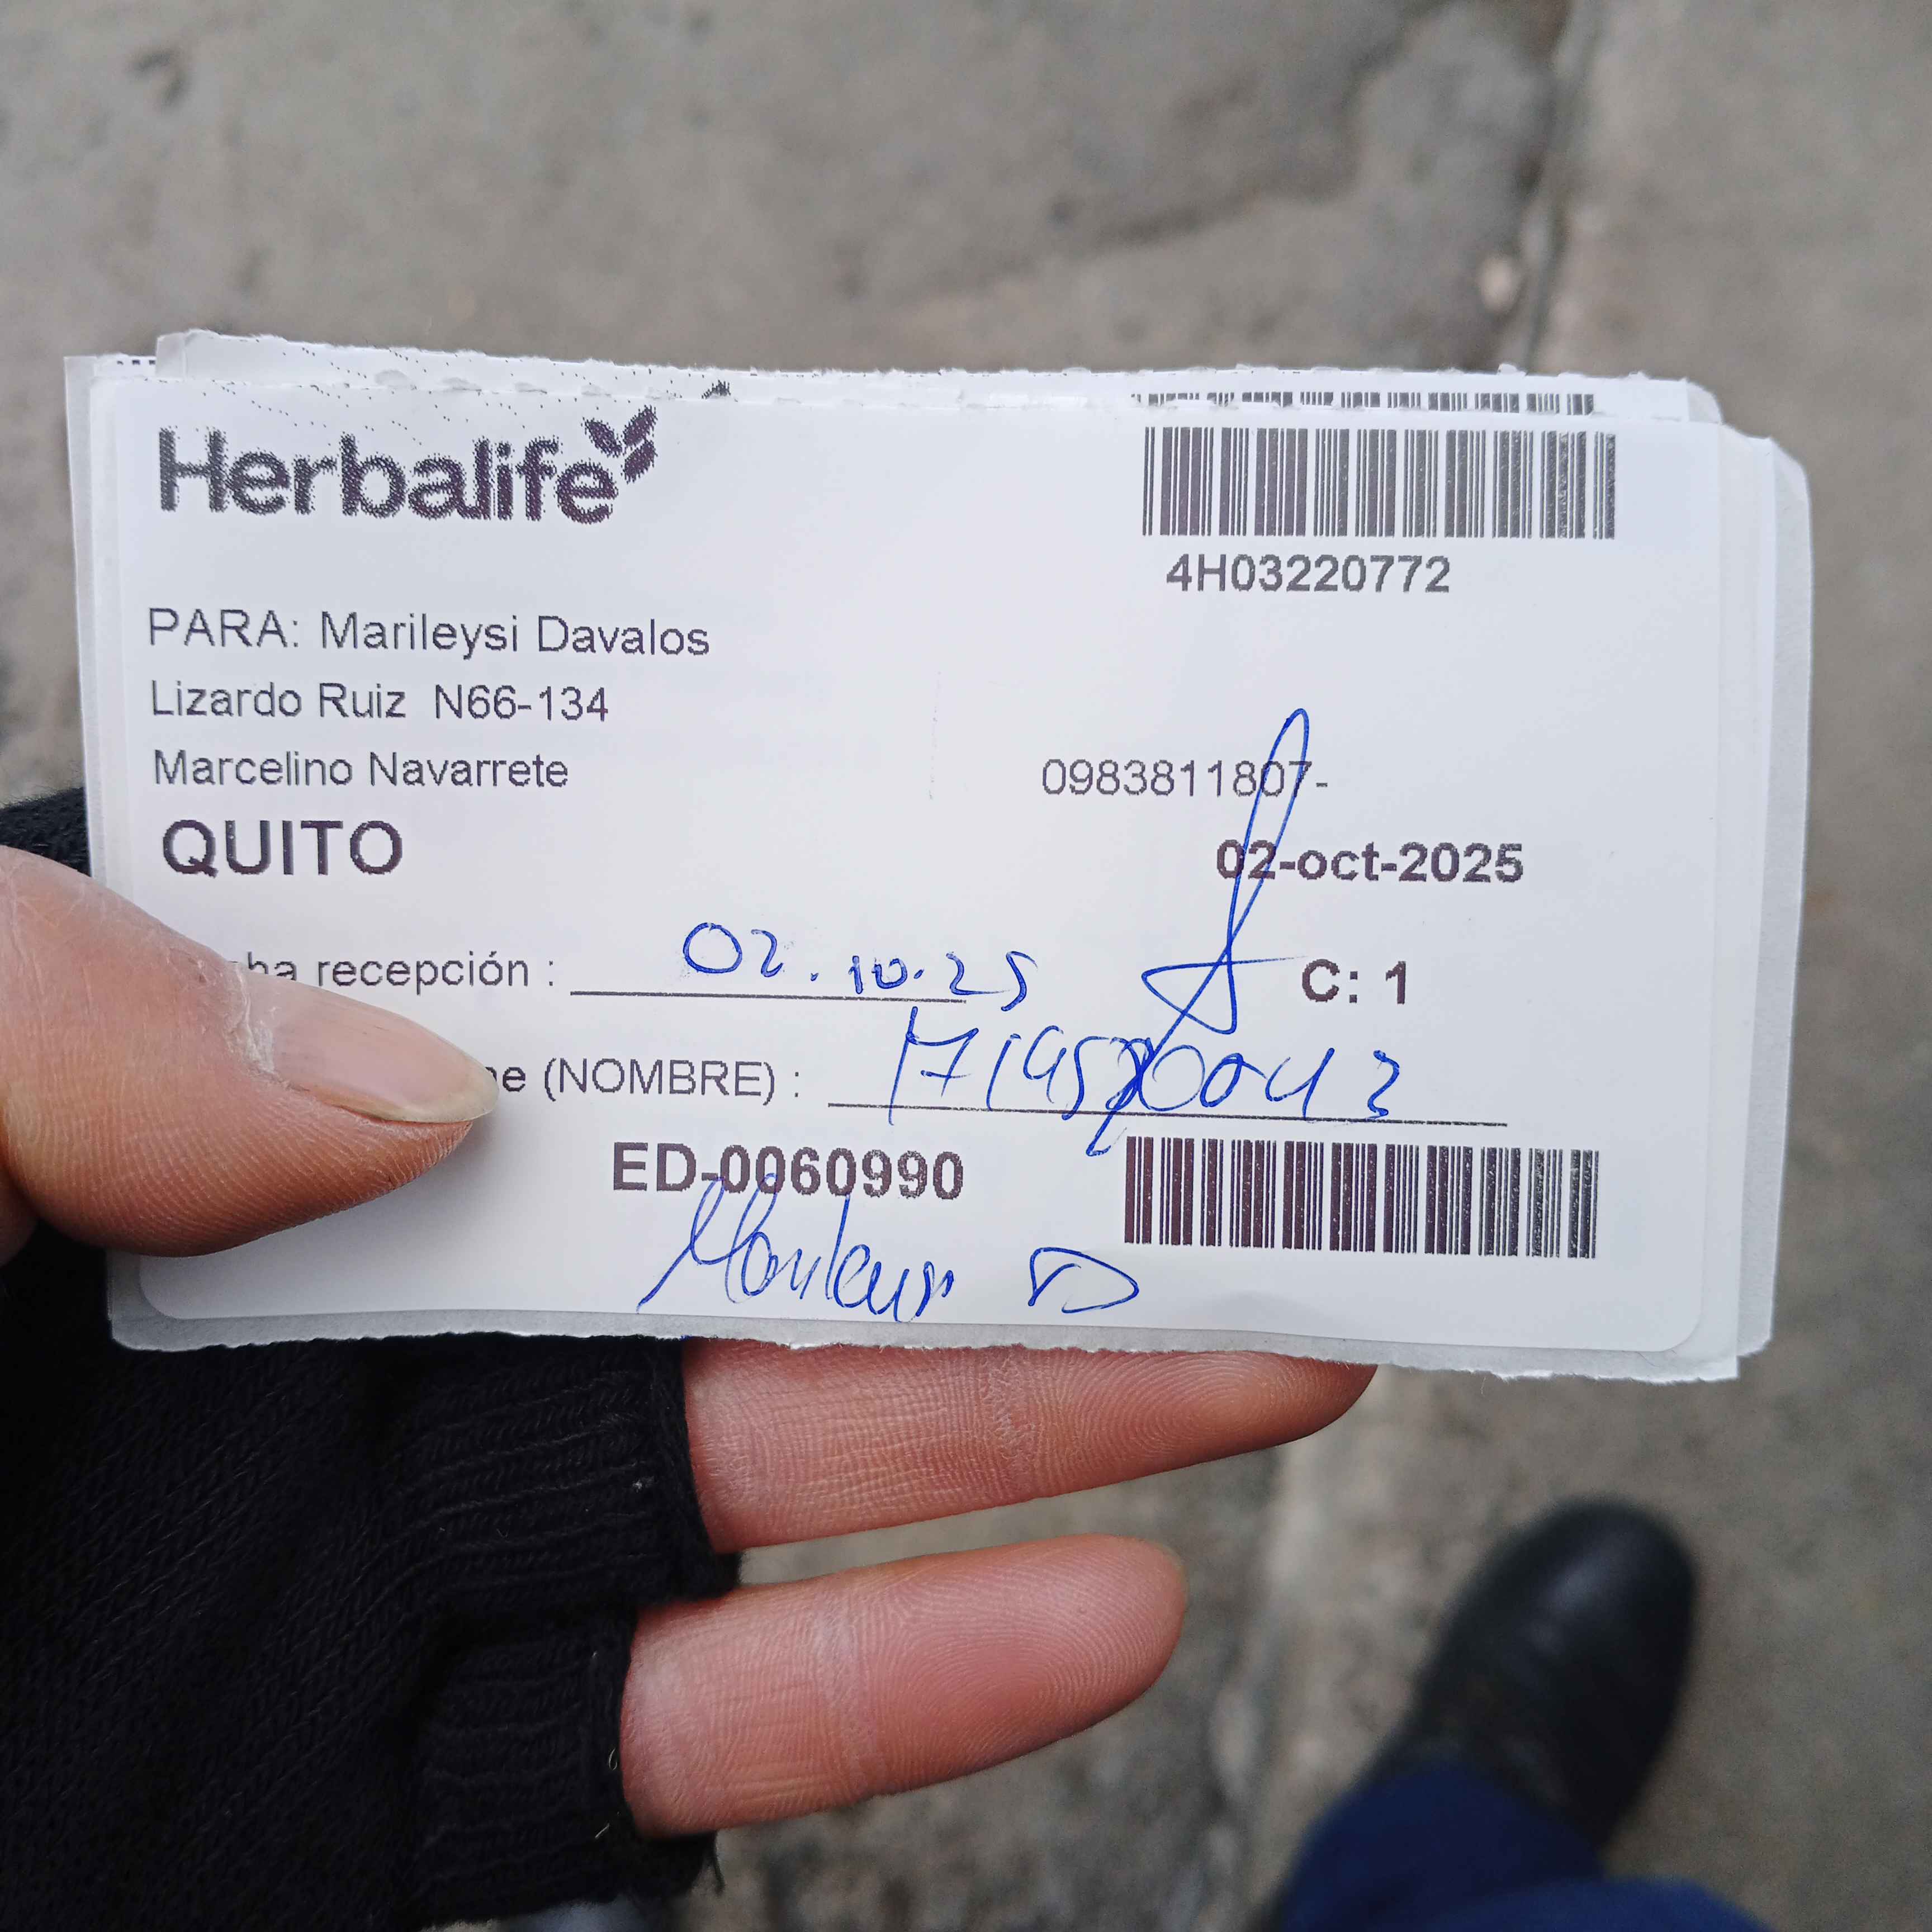 Herbalife
4H03220772
PARA: Marileysi Davalos
Lizardo Ruiz N66-134
Marcelino Navarrete
0983811807-
QUITO
02-oct-2025
recepción : 02.10.25
C: 1
(NOMBRE) :
ED-0060990